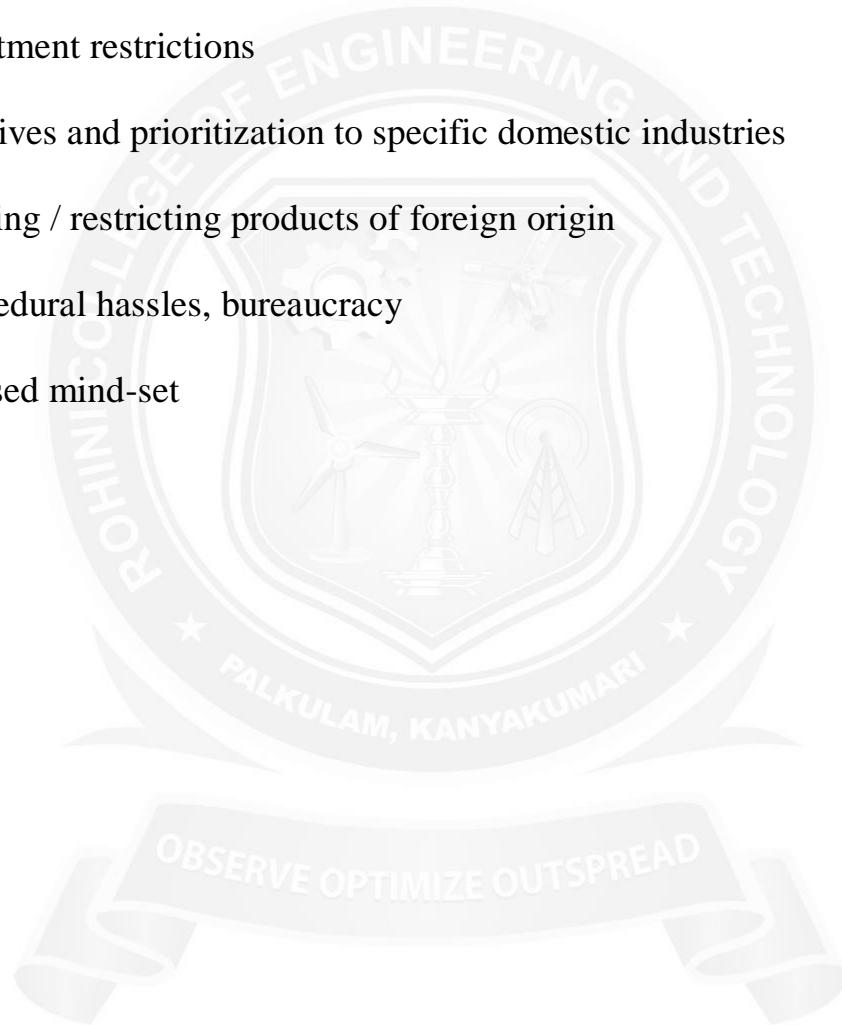 tment restrictions
ives and prioritization to specific domestic industries
ing / restricting products of foreign origin
edural hassles, bureaucracy
sed mind-set
ROHINI COLLEGE OF ENGINEERING AND TECHNOLOGY
PALKULAM, KANYAKUMARI
OBSERVE OPTIMIZE OUTSPREAD